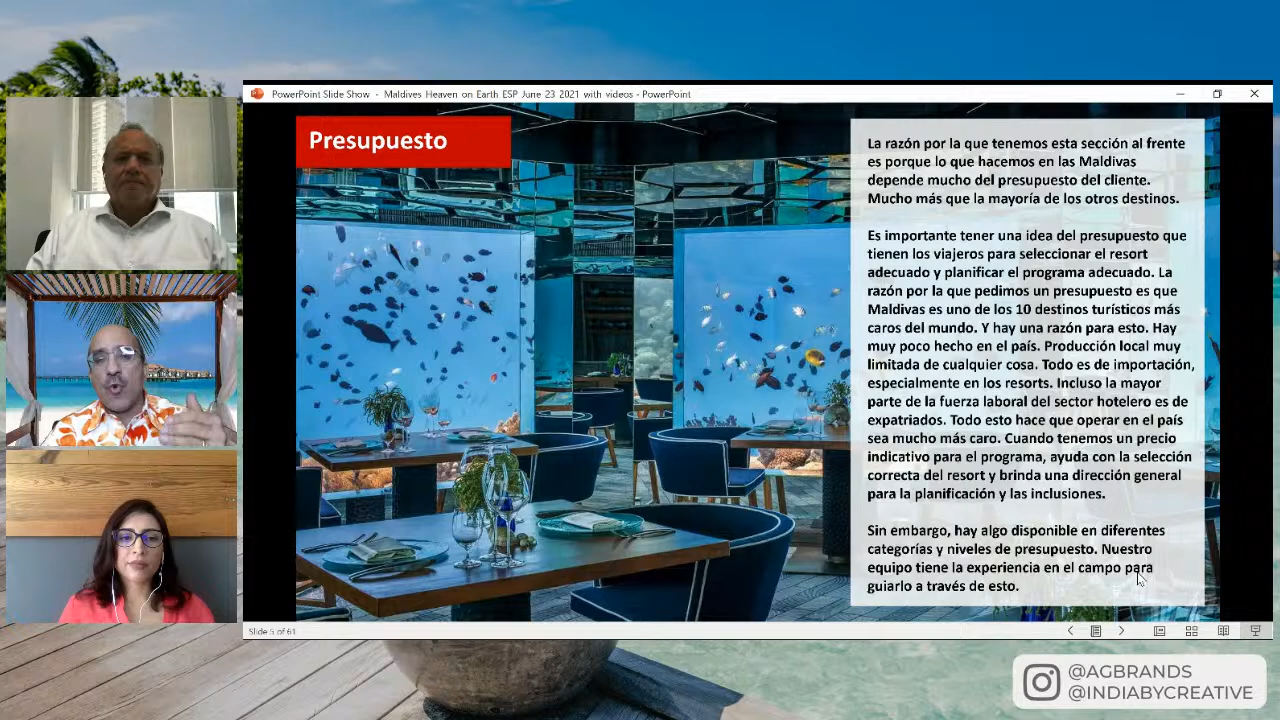 PowerPoint Slide Show - Maldives Heaven on Earth ESP June 23 2021 with videos - PowerPoint
Presupuesto
La razón por la que tenemos esta sección al frente
es porque lo que hacemos en las Maldivas
depende mucho del presupuesto del cliente.
Mucho más que la mayoría de los otros destinos.
Es importante tener una idea del presupuesto que
tienen los viajeros para seleccionar el resort
adecuado y planificar el programa adecuado. La
razón por la que pedimos un presupuesto es que
Maldivas es uno de los 10 destinos turísticos más
caros del mundo. Y hay una razón para esto. Hay
muy poco hecho en el país. Producción local muy
limitada de cualquier cosa. Todo es de importación,
especialmente en los resorts. Incluso la mayor
parte de la fuerza laboral del sector hotelero es de
expatriados. Todo esto hace que operar en el país
sea mucho más caro. Cuando tenemos un precio
indicativo para el programa, ayuda con la selección
correcta del resort y brinda una dirección general
para la planificación y las inclusiones.
Sin embargo, hay algo disponible en diferentes
categorías y niveles de presupuesto. Nuestro
equipo tiene la experiencia en el campo para
guiarlo a través de esto.
Slide 5 of 61
@AGBRANDS
@INDIABYCREATIVE